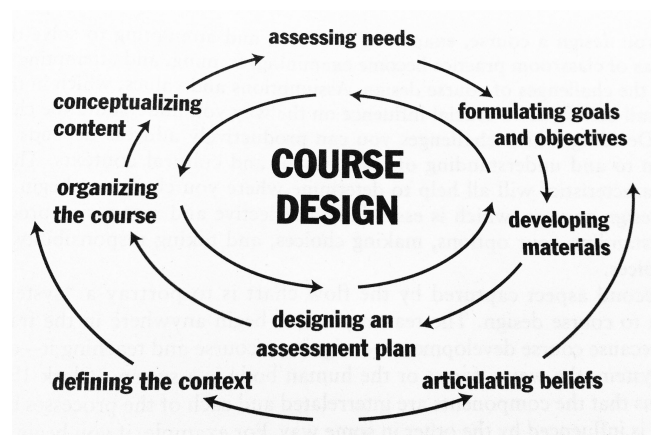 assessing needs
conceptualizing
content
formulating goals
and objectives
COURSE
DESIGN
organizing
the course
developing
materials
designing an
assessment plan
defining the context
articulating beliefs